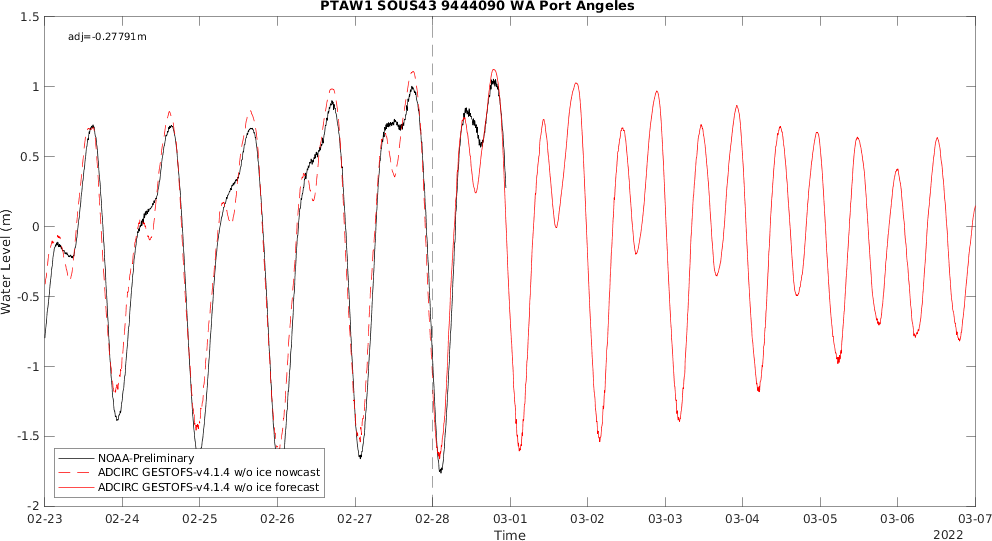 PTAW1 SOUS43 9444090 WA Port Angeles
adj=-0.27791m
1.5
1
0.5
0
-0.5
-1
-1.5
-2
Water Level (m)
NOAA-Preliminary
ADCIRC GESTOFS-v4.1.4 w/o ice nowcast
ADCIRC GESTOFS-v4.1.4 w/o ice forecast
02-23 02-24 02-25 02-26 02-27 02-28 03-01 03-02 03-03 03-04 03-05 03-06 03-07
Time
2022